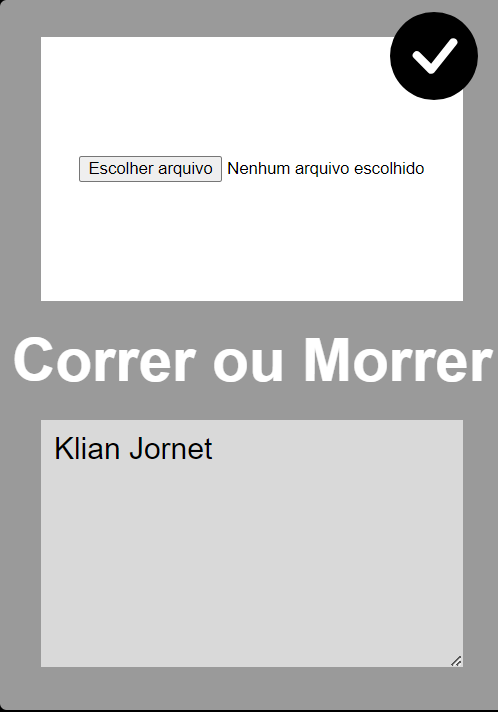 Escolher arquivo Nenhum arquivo escolhido
Correr ou Morrer
Klian Jornet